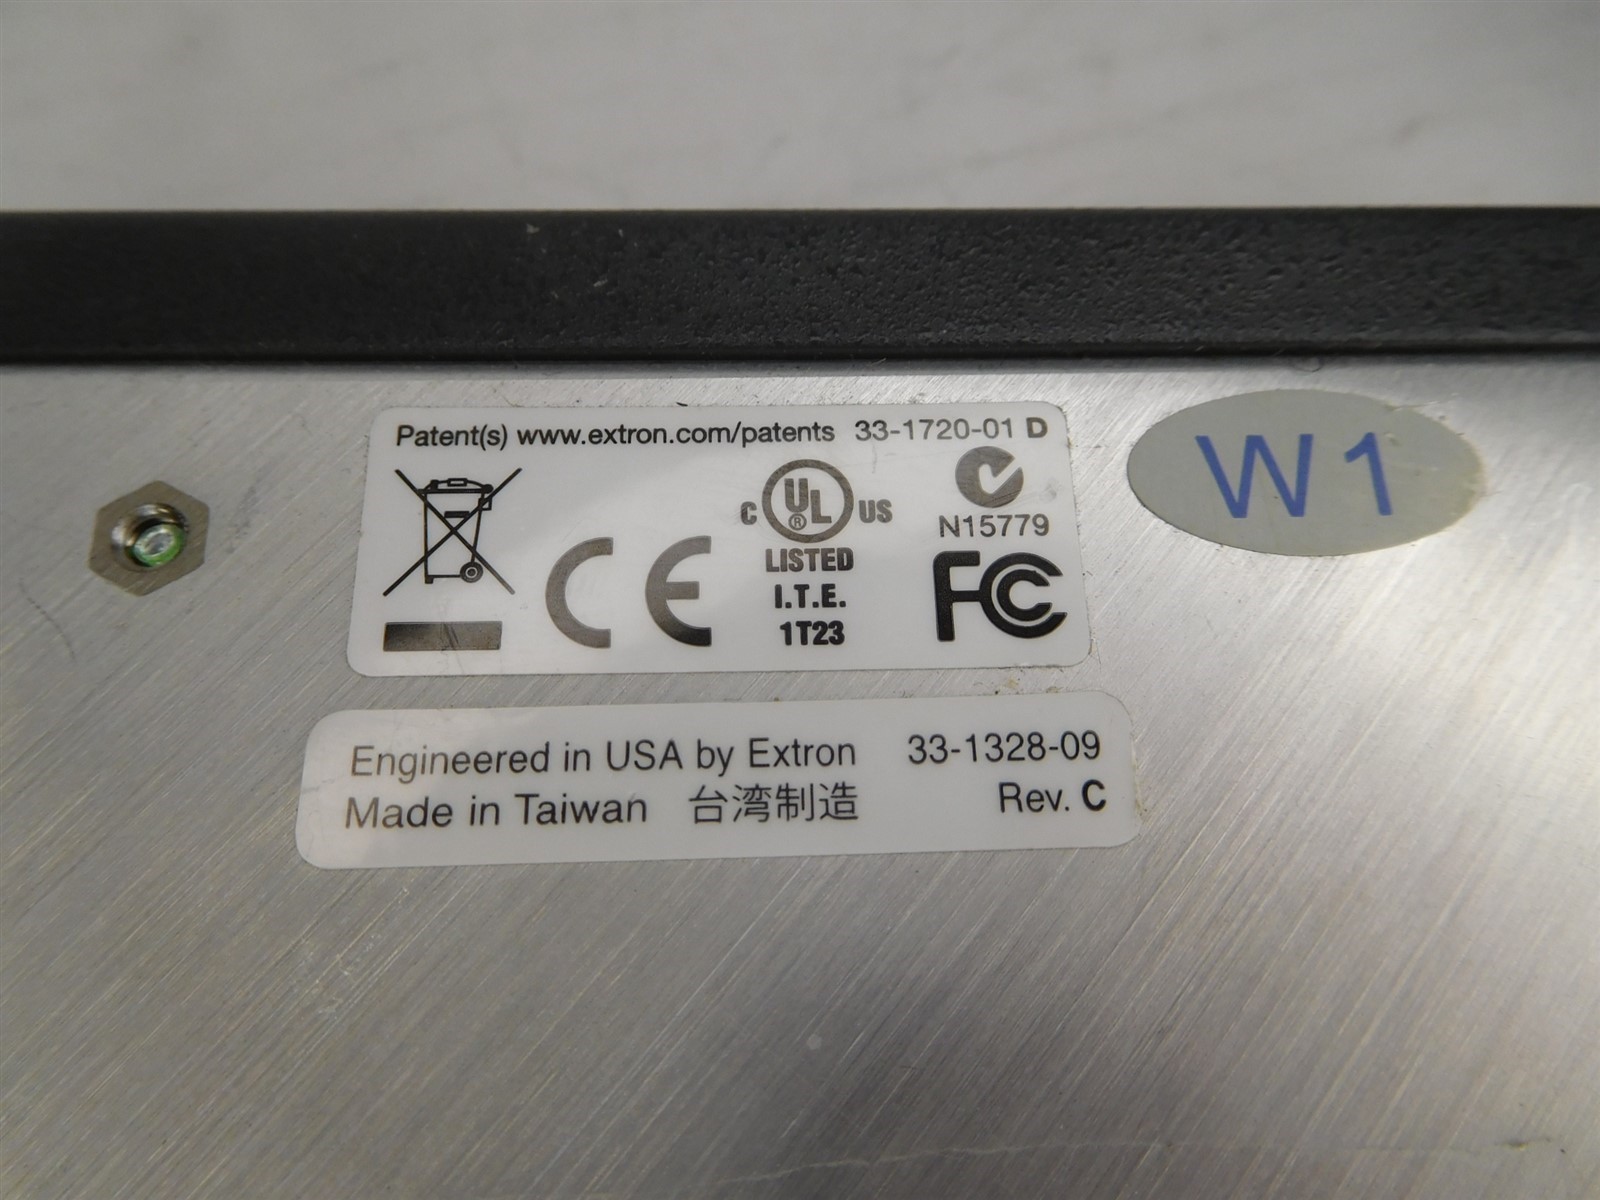 Patent(s) www.extron.com/patents 33-1720-01 D
C UL ® US
LISTED
I.T.E.
1T23
N15779
CE
FC
W1
Engineered in USA by Extron 33-1328-09
Made in Taiwan 台湾制造 Rev. C